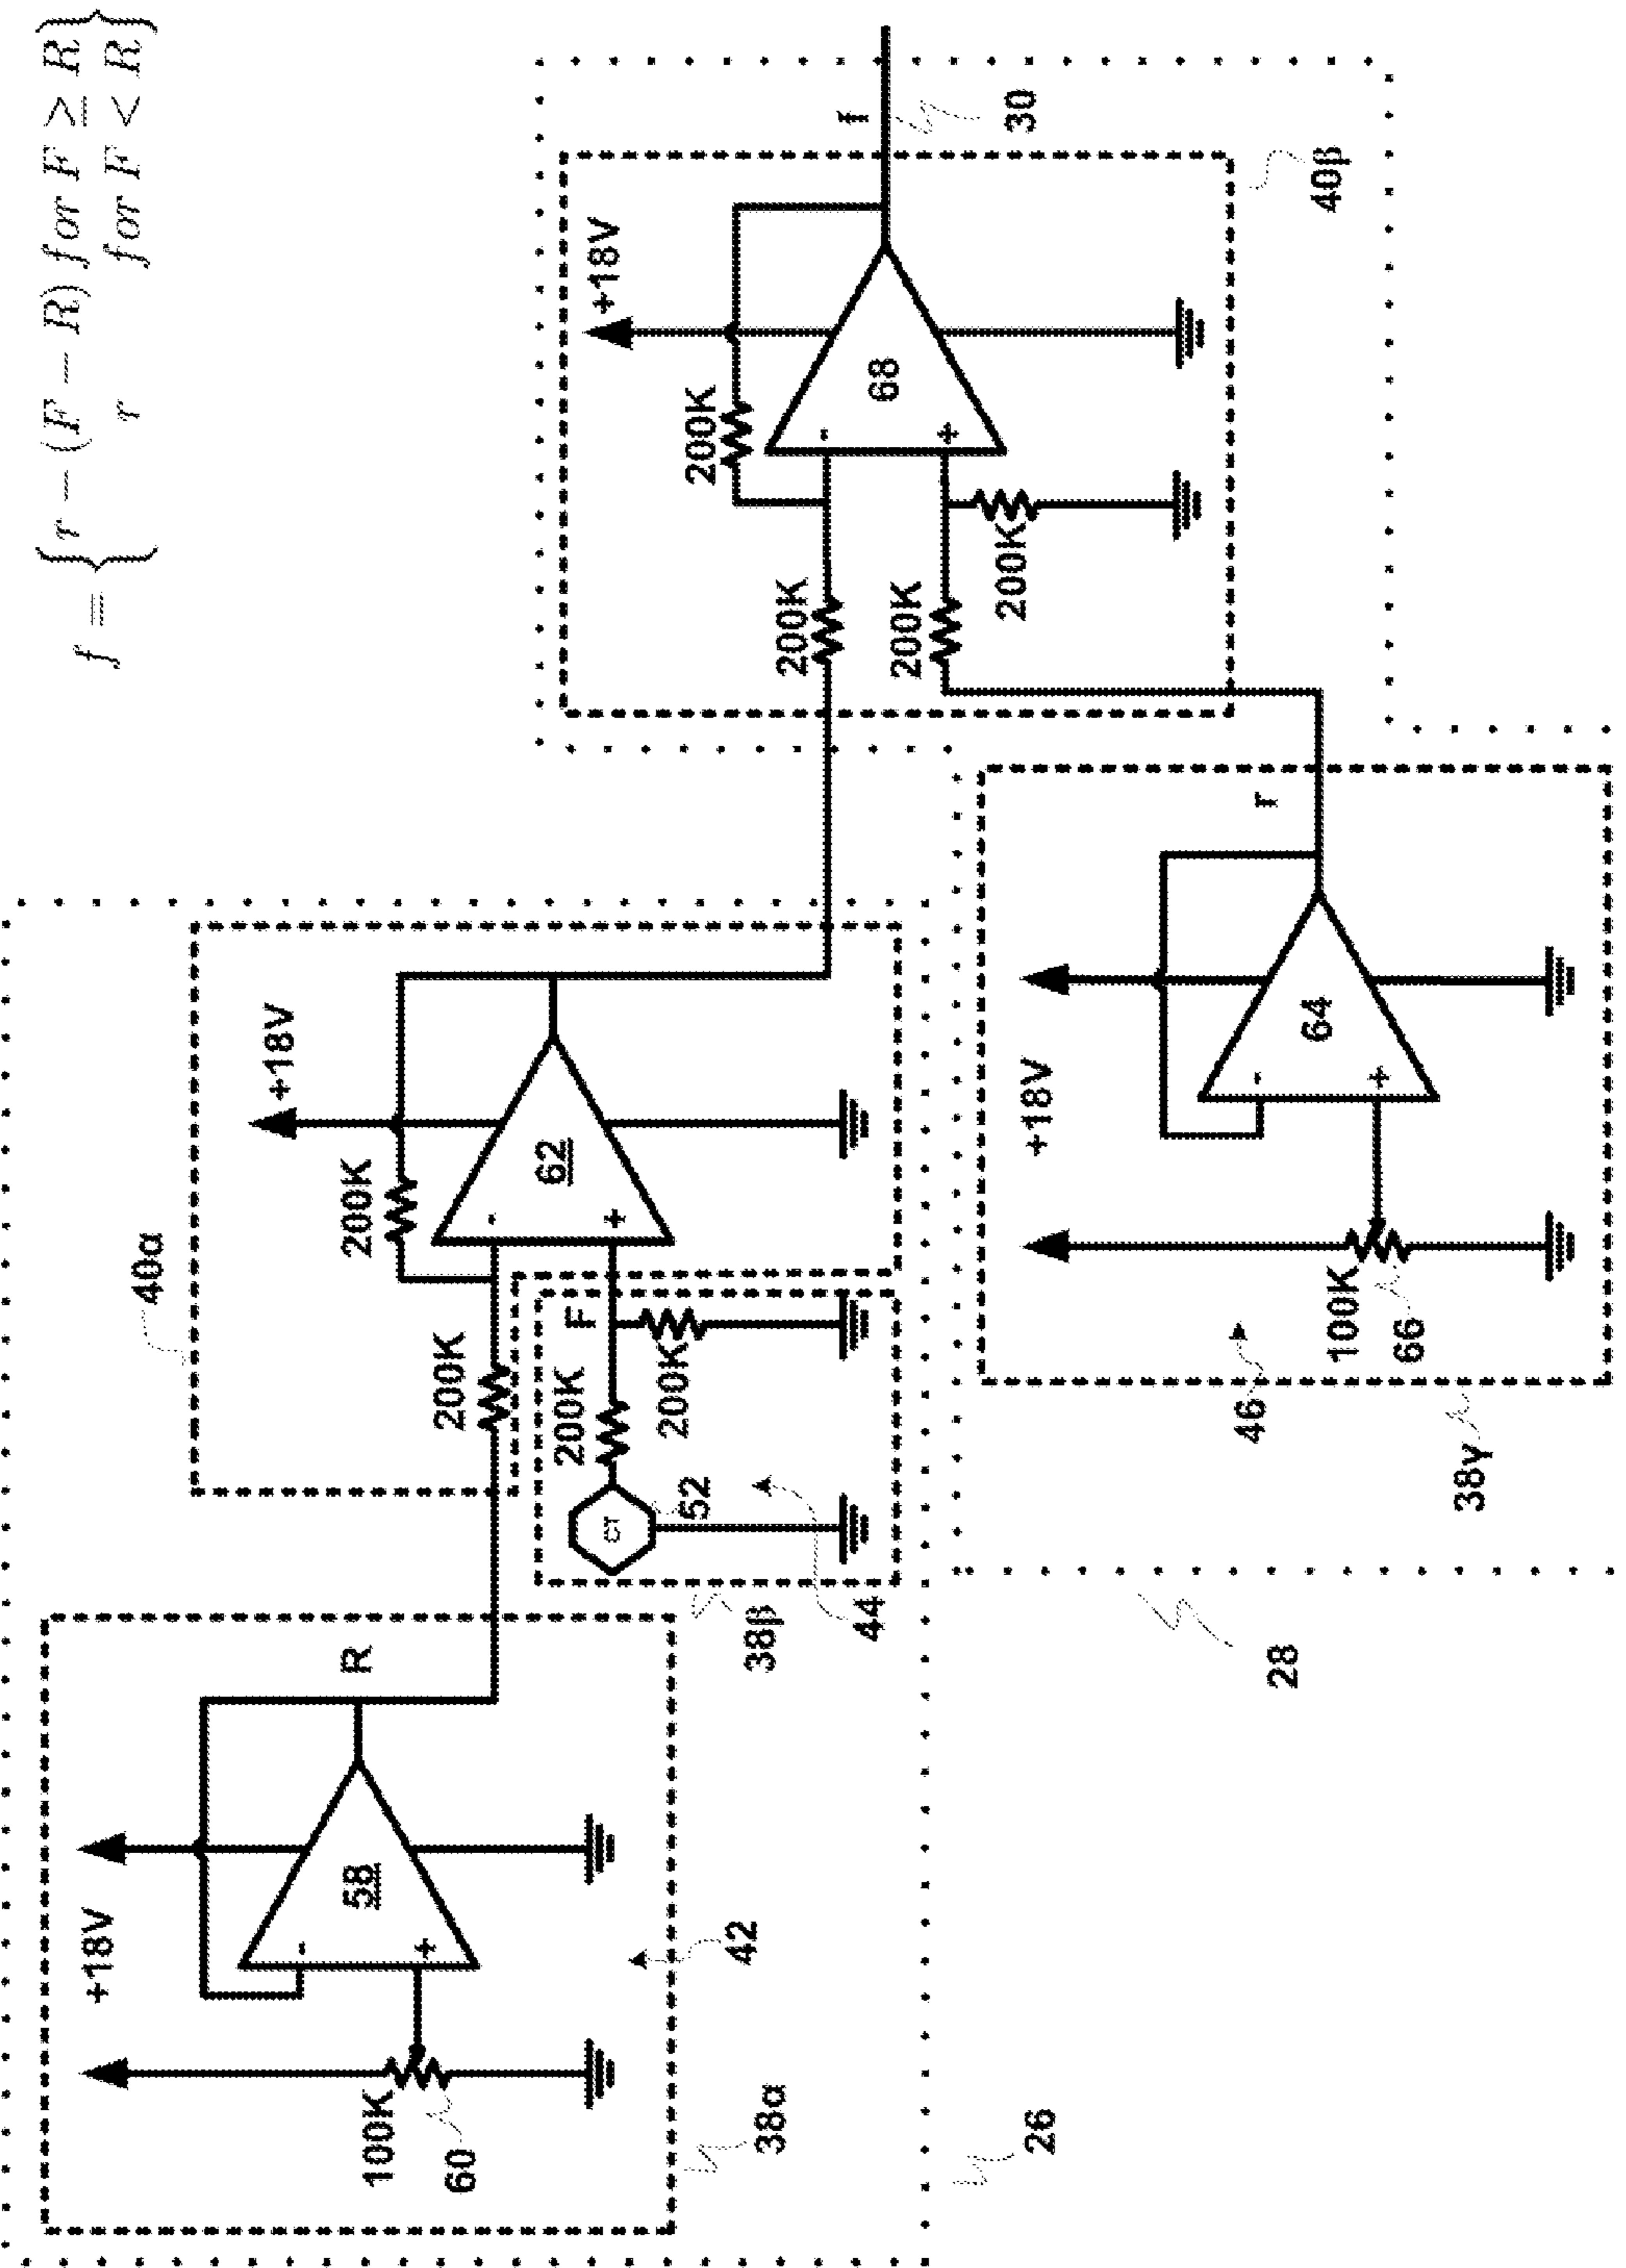 f = { r − (F − R) for F ≥ R
r for F < R }
+18V
58
-
+
R
100K
60
42
38α
26
40α
+18V
200K
62
-
+
200K
F
200K
200K
CT
52
38β
44
28
+18V
64
-
+
r
100K
66
46
38γ
+18V
200K
68
-
+
200K
200K
200K
f
30
40β